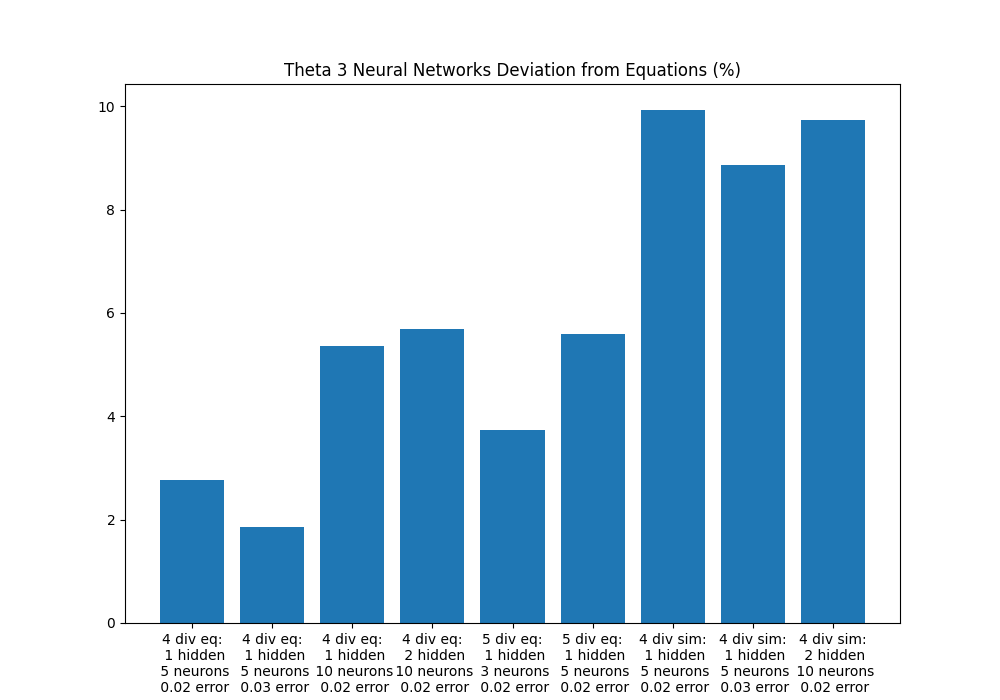 Theta 3 Neural Networks Deviation from Equations (%)
10
8
6
4
2
0
4 div eq:
1 hidden
5 neurons
0.02 error
4 div eq:
1 hidden
5 neurons
0.03 error
4 div eq:
1 hidden
10 neurons
0.02 error
4 div eq:
2 hidden
10 neurons
0.02 error
5 div eq:
1 hidden
3 neurons
0.02 error
5 div eq:
1 hidden
5 neurons
0.02 error
4 div sim:
1 hidden
5 neurons
0.02 error
4 div sim:
1 hidden
5 neurons
0.03 error
4 div sim:
2 hidden
10 neurons
0.02 error